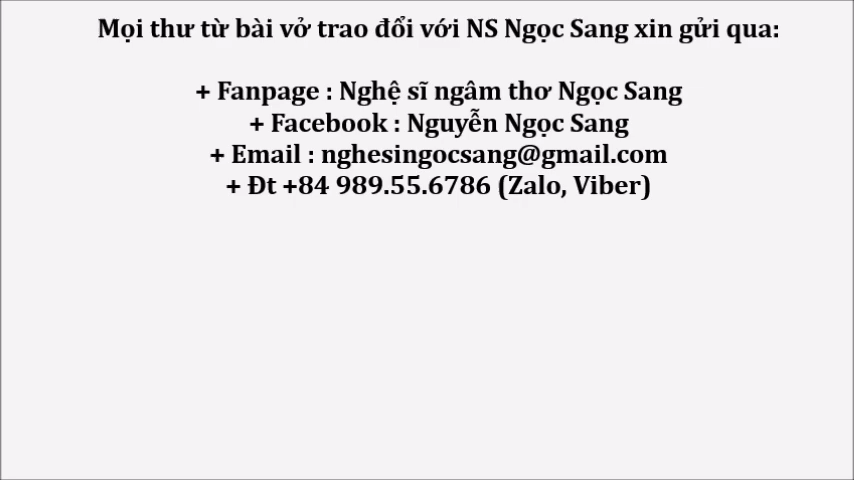 Mọi thư từ bài vở trao đổi với NS Ngọc Sang xin gửi qua:
+ Fanpage : Nghệ sĩ ngâm thơ Ngọc Sang
+ Facebook : Nguyễn Ngọc Sang
+ Email : nghesingocsang@gmail.com
+ Đt +84 989.55.6786 (Zalo, Viber)